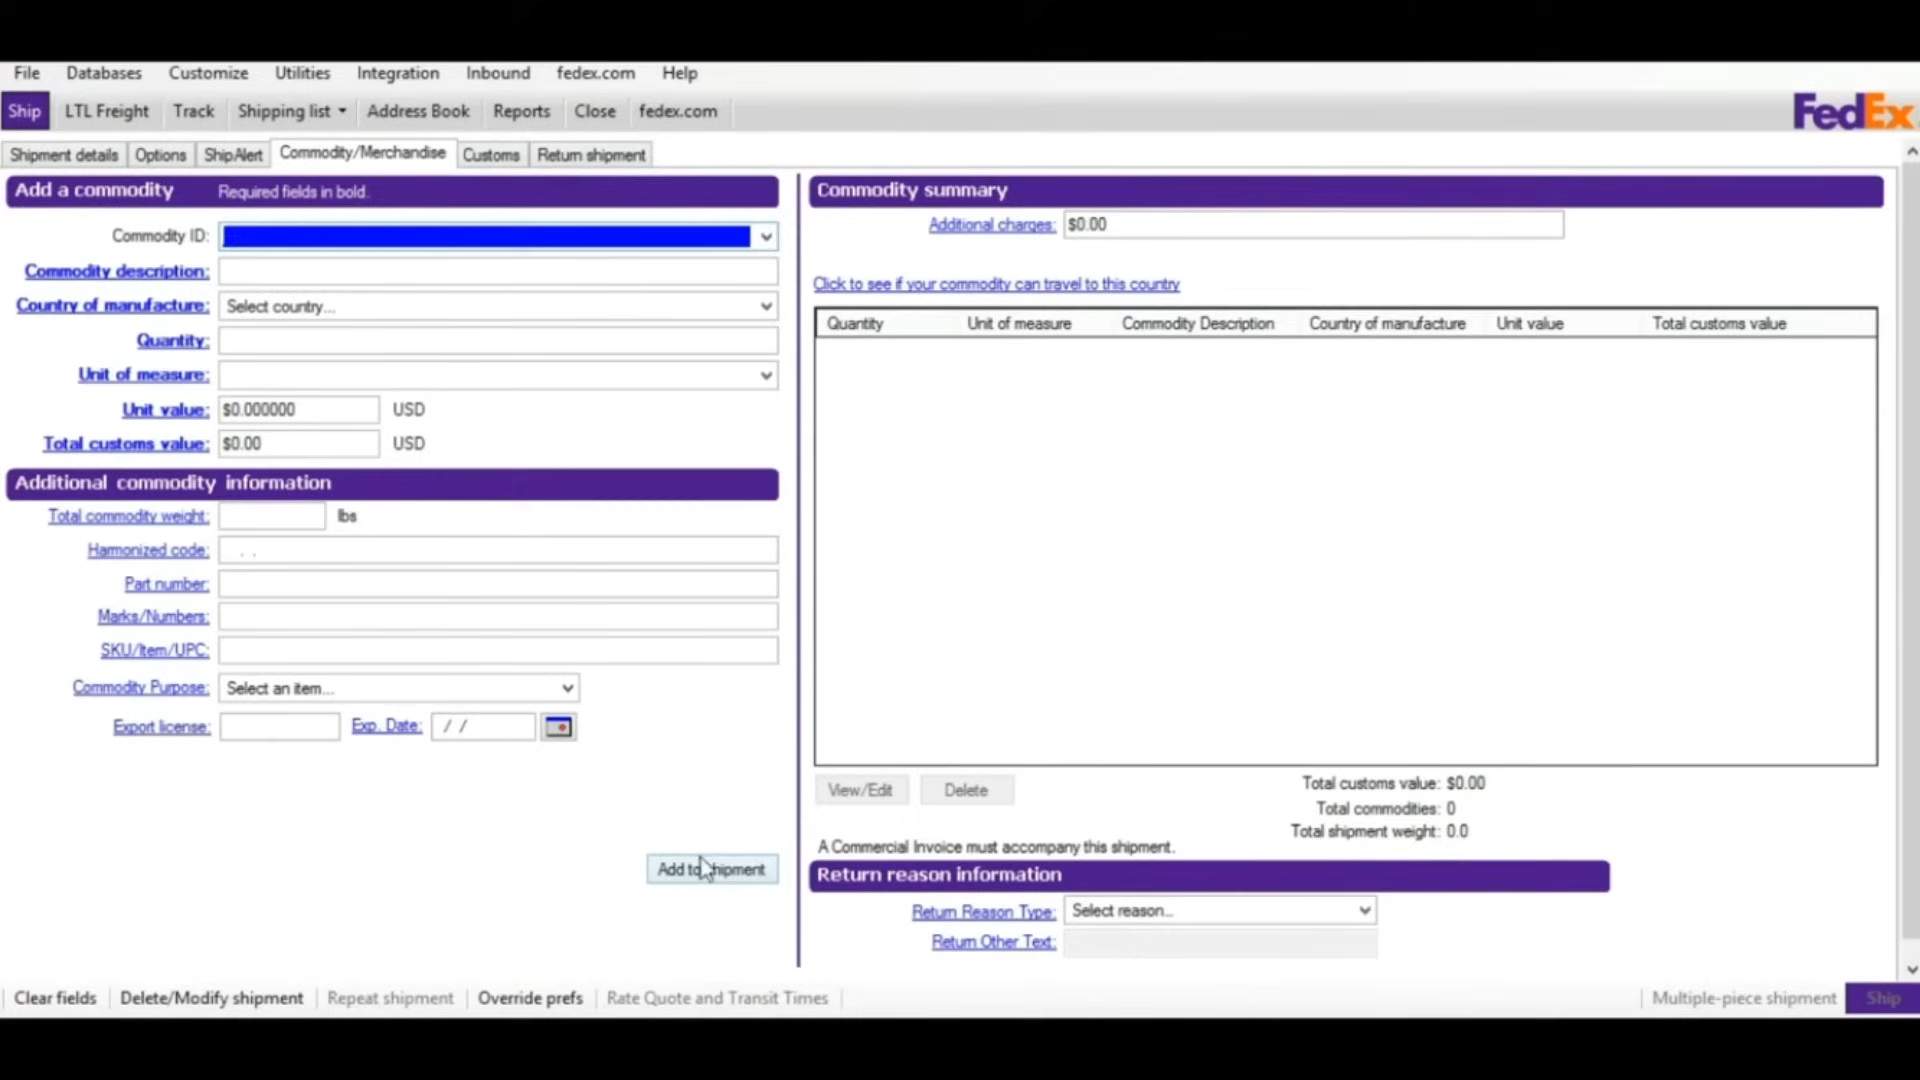 File Databases Customize Utilities Integration Inbound fedex.com Help
Ship LTL Freight Track Shipping list Address Book Reports Close fedex.com
FedEx
Shipment details Options ShipAlert Commodity/Merchandise Customs Return shipment
Add a commodity Required fields in bold.
Commodity ID:
Commodity description:
Country of manufacture: Select country...
Quantity:
Unit of measure:
Unit value: $0.000000 USD
Total customs value: $0.00 USD
Additional commodity information
Total commodity weight: lbs
Harmonized code: . .
Part number:
Marks/Numbers:
SKU/Item/UPC:
Commodity Purpose: Select an item...
Export license: Exp. Date: / /
Add to shipment
Commodity summary
Additional charges: $0.00
Click to see if your commodity can travel to this country
Quantity Unit of measure Commodity Description Country of manufacture Unit value Total customs value
View/Edit Delete
Total customs value: $0.00
Total commodities: 0
Total shipment weight: 0.0
A Commercial Invoice must accompany this shipment.
Return reason information
Return Reason Type: Select reason...
Return Other Text:
Clear fields Delete/Modify shipment Repeat shipment Override prefs Rate Quote and Transit Times Multiple-piece shipment Ship